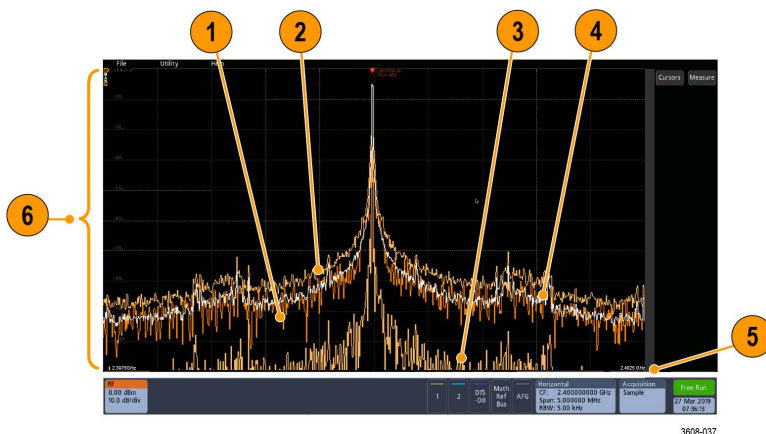 1
2
3
4
5
6
File Utility Help
Cursors Measure
2.3975GHz
2.4025 GHz
RF
0.00 dBm
10.0 dB/div
1
2
D15
-D0
Math
Ref
Bus
AFG
Horizontal
CF: 2.400000000 GHz
Span: 5.000000 MHz
RBW: 5.00 kHz
Acquisition
Sample
Free Run
27 Mar 2019
07:36:13
3608-037